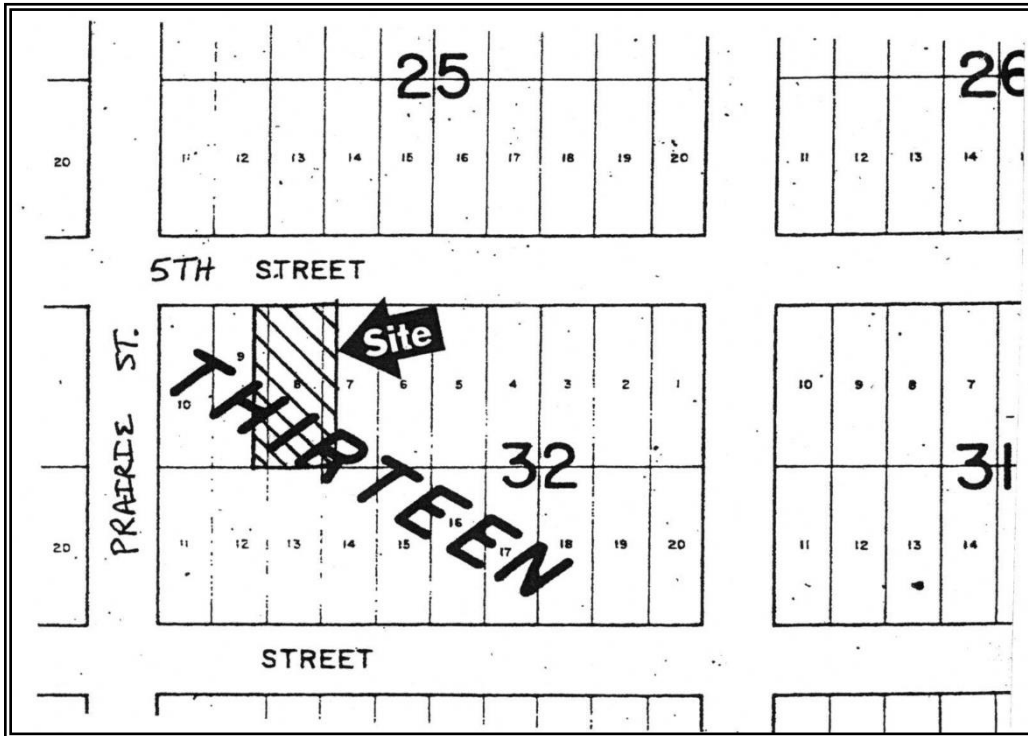 25 26
20 11 12 13 14 15 16 17 18 19 20 11 12 13 14
5TH STREET
PRAIRIE ST.
Site
10 9 8 7 6 5 4 3 2 1 10 9 8 7
THIRTEEN
32 31
20 11 12 13 14 15 16 17 18 19 20 11 12 13 14
STREET